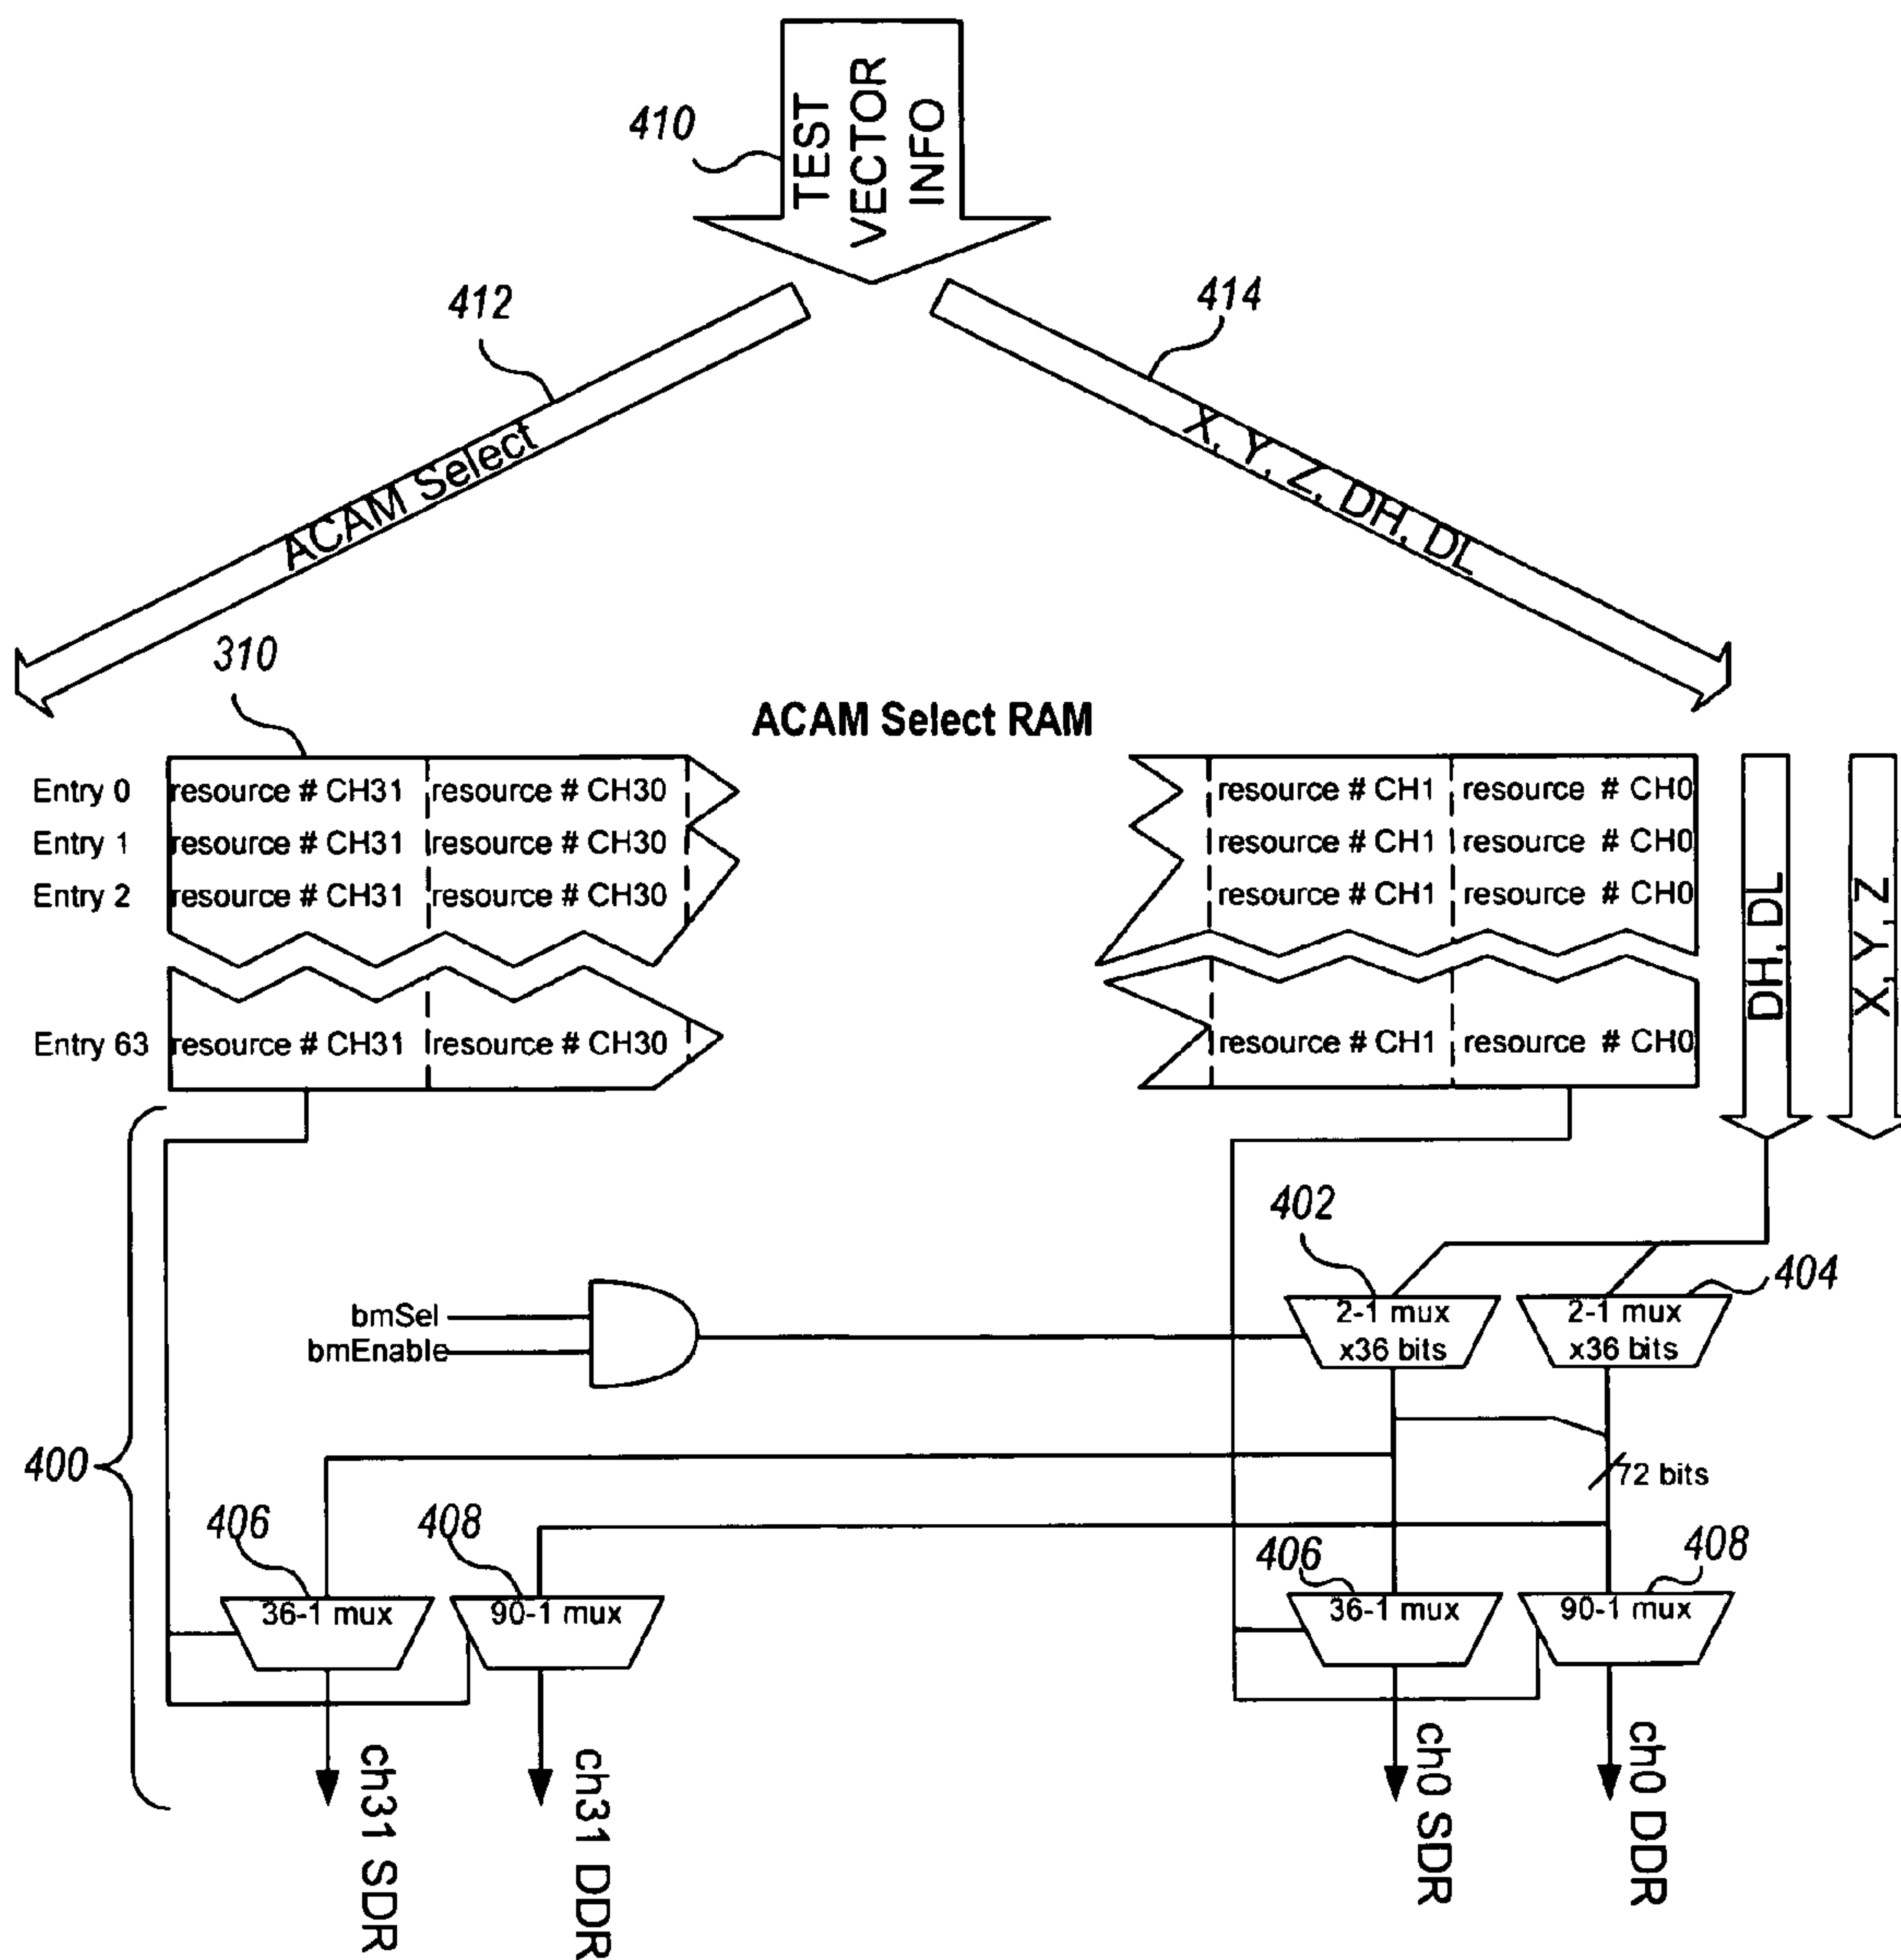 410
TEST
VECTOR
INFO
412
414
ACAM Select
X, Y, Z, DH, DL
310
ACAM Select RAM
Entry 0 resource # CH31 resource # CH30 resource # CH1 resource # CH0
Entry 1 resource # CH31 resource # CH30 resource # CH1 resource # CH0
Entry 2 resource # CH31 resource # CH30 resource # CH1 resource # CH0
Entry 63 resource # CH31 resource # CH30 resource # CH1 resource # CH0
DH, DL
X, Y, Z
402
404
bmSel
bmEnable
2-1 mux
x36 bits
2-1 mux
x36 bits
400
72 bits
406
408
406
408
36-1 mux
90-1 mux
36-1 mux
90-1 mux
ch31 SDR
ch31 DDR
ch0 SDR
ch0 DDR